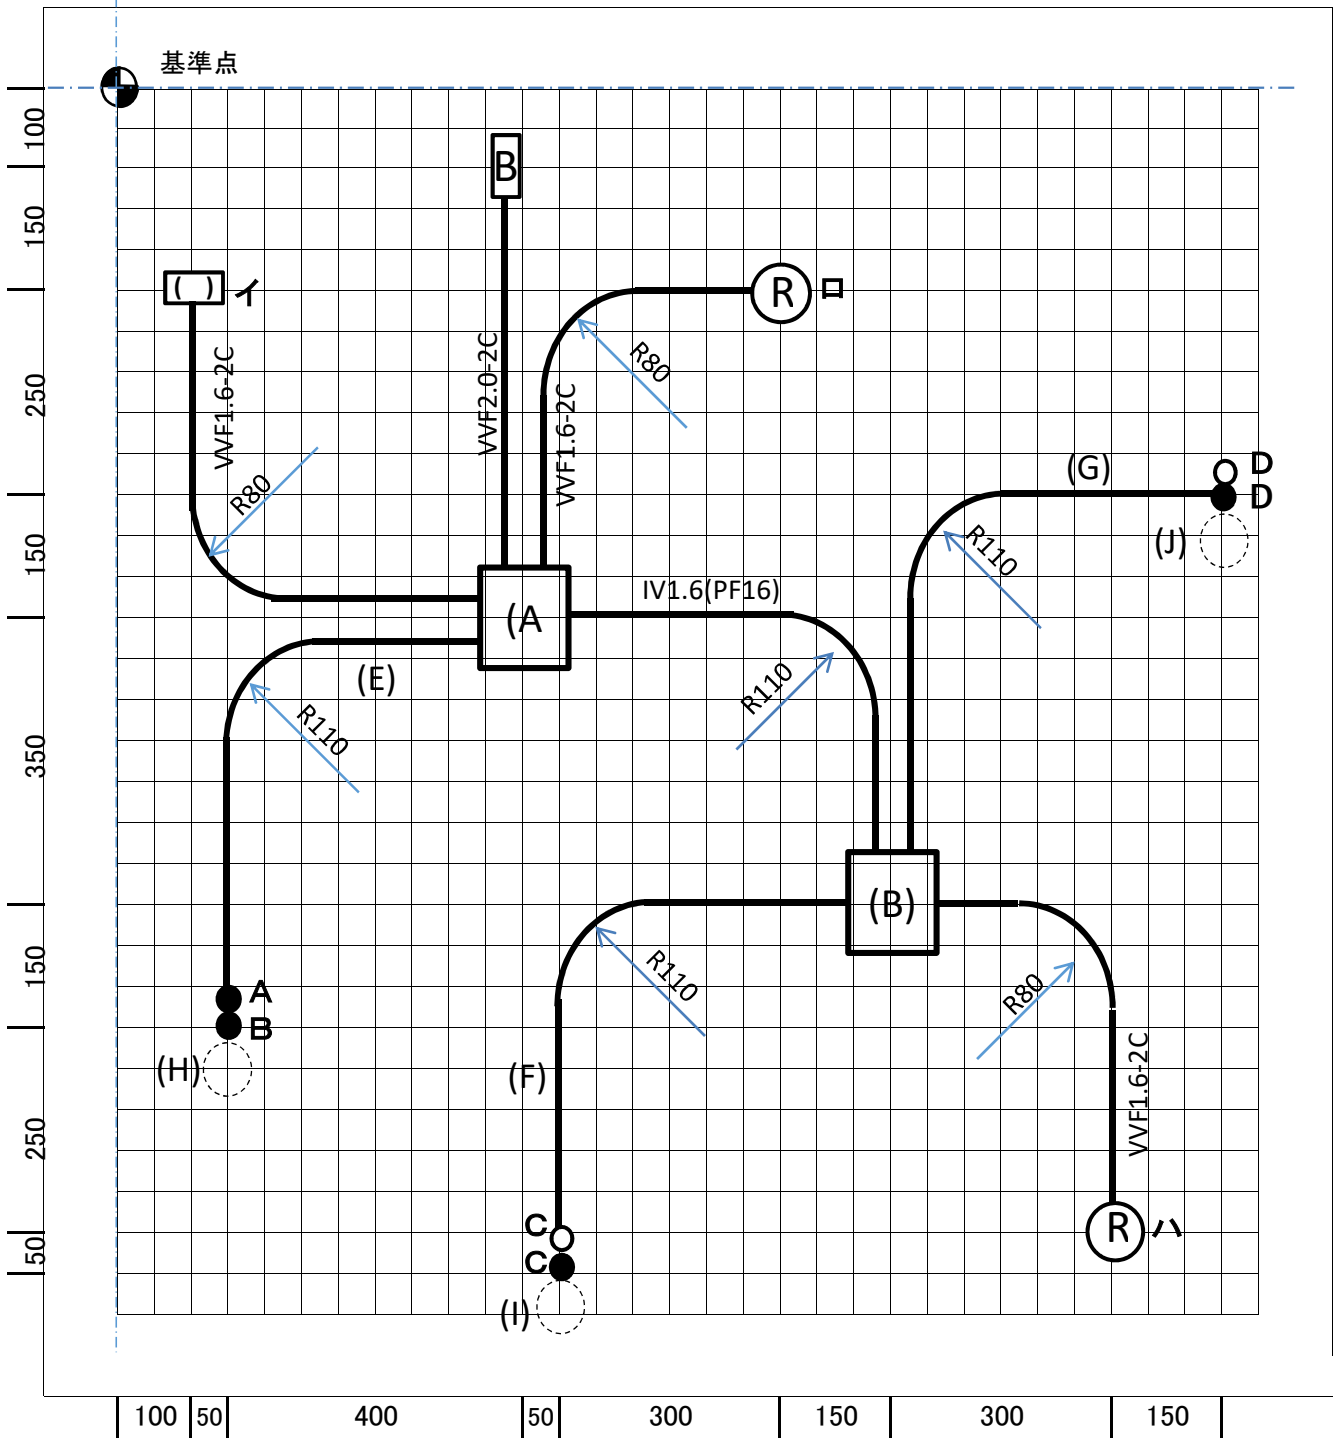 基準点
100
150
250
150
350
150
250
50
B
( )
イ
VVF1.6-2C
R80
VVF2.0-2C
VVF1.6-2C
R80
R
ロ
(G)
D
D
(J)
R110
(A
IV1.6(PF16)
R110
(E)
R110
(B)
A
B
(H)
R110
(F)
R80
VVF1.6-2C
C
C
(I)
R
ハ
100 50 400 50 300 150 300 150